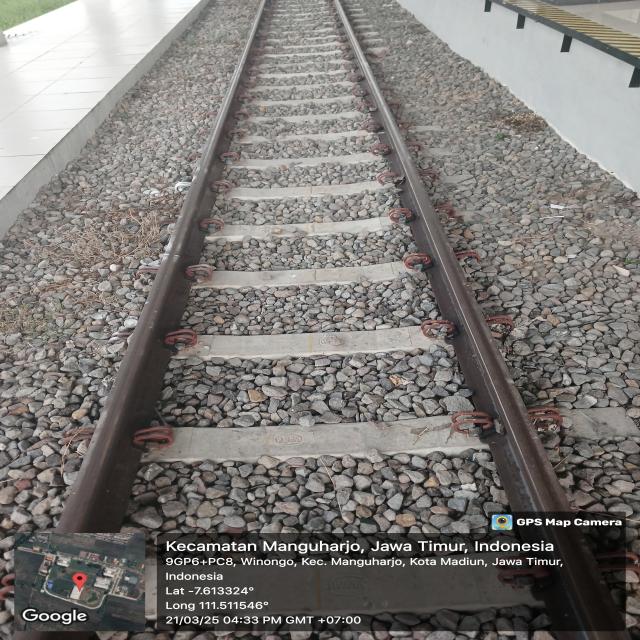 GPS Map Camera
Kecamatan Manguharjo, Jawa Timur, Indonesia
9GP6+PC8, Winongo, Kec. Manguharjo, Kota Madiun, Jawa Timur,
Indonesia
Lat -7.613324°
Long 111.511546°
21/03/25 04:33 PM GMT +07:00
Google